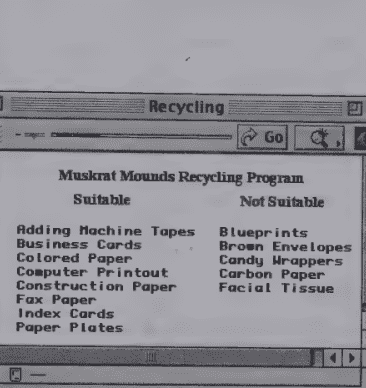 Recycling
Go
Muskrat Mounds Recycling Program
Suitable Not Suitable
Adding Machine Tapes Blueprints
Business Cards Brown Envelopes
Colored Paper Candy Wrappers
Computer Printout Carbon Paper
Construction Paper Facial Tissue
Fax Paper
Index Cards
Paper Plates